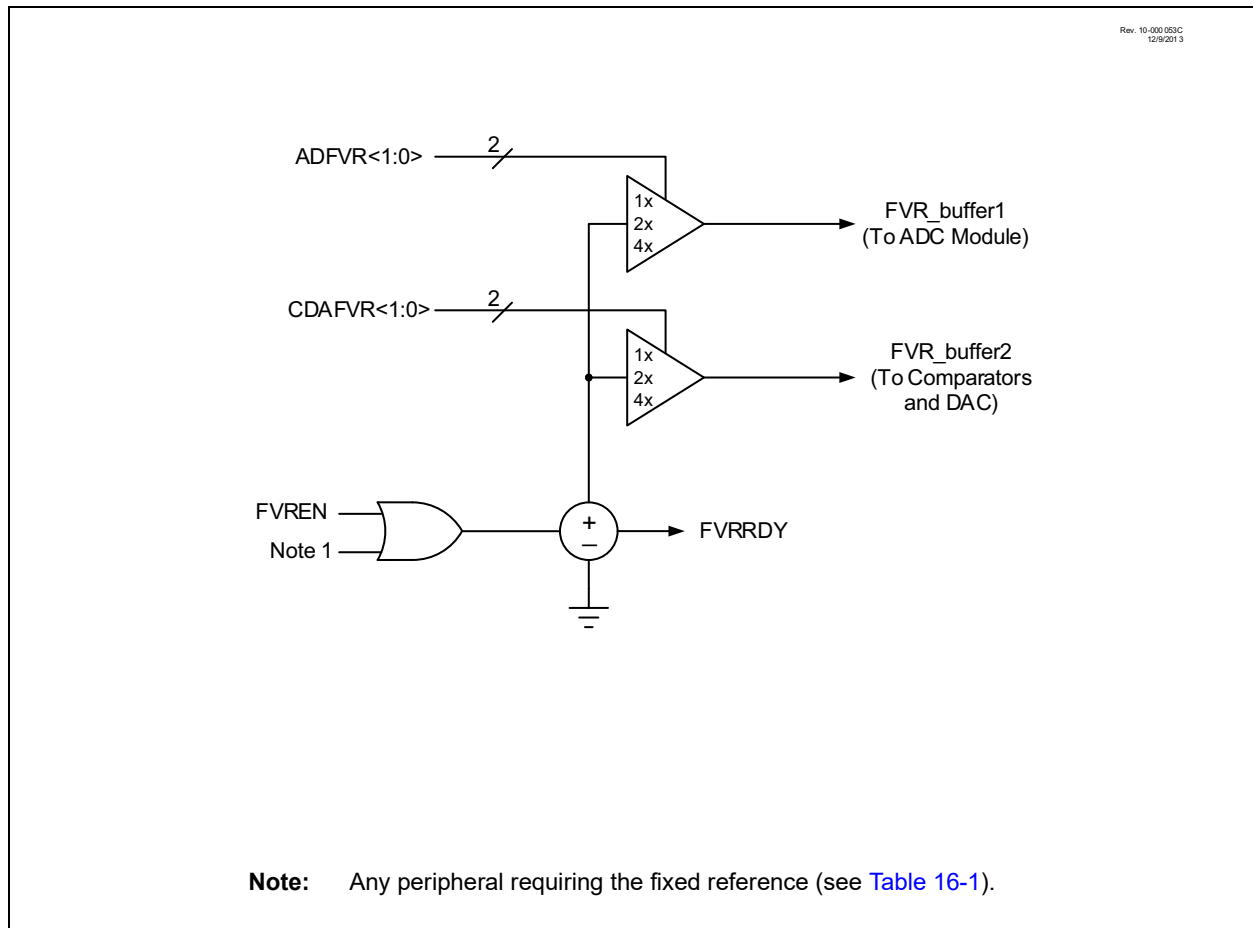 Rev. 10-000 053C
12/9/201 3
ADFVR<1:0>
2
1x
2x
4x
FVR_buffer1
(To ADC Module)
CDAFVR<1:0>
2
1x
2x
4x
FVR_buffer2
(To Comparators
and DAC)
FVREN
Note 1
+
–
FVRRDY
Note: Any peripheral requiring the fixed reference (see Table 16-1).